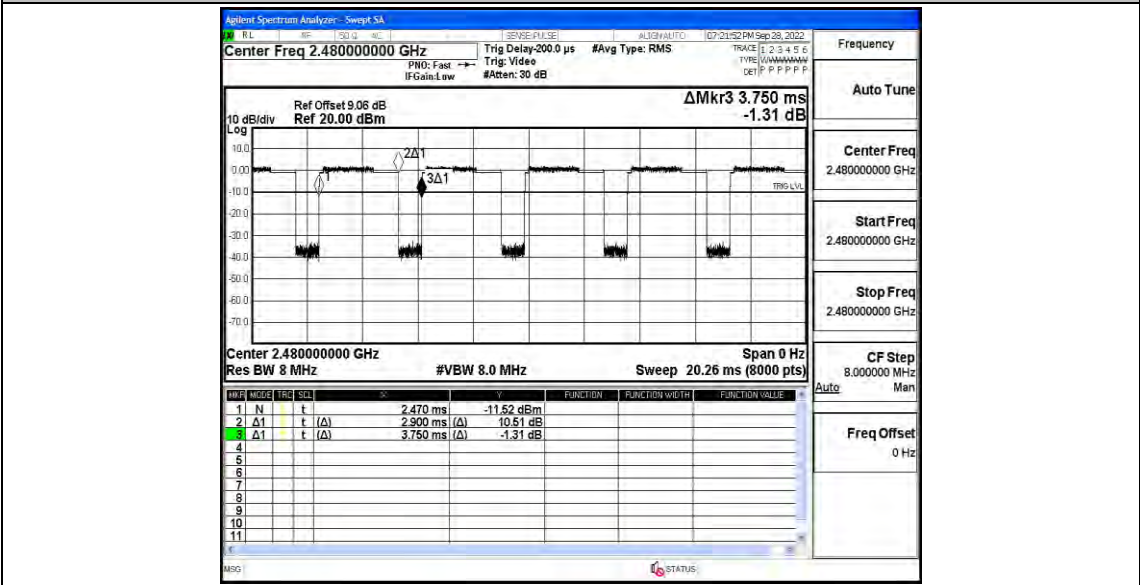 Agilent Spectrum Analyzer - Swept SA
RL RF 50 Ω AC SENSE:PULSE ALIGN AUTO 07:21:52 PM Sep 28, 2022
Center Freq 2.480000000 GHz
PNO: Fast
IFGain:Low
Trig Delay-200.0 µs
Trig: Video
#Atten: 30 dB
#Avg Type: RMS
TRACE 1 2 3 4 5 6
TYPE
DET P P P P P P
Frequency
ΔMkr3 3.750 ms
-1.31 dB
Ref Offset 9.06 dB
10 dB/div Ref 20.00 dBm
Log
10.0
0.00
-10.0
-20.0
-30.0
-40.0
-50.0
-60.0
-70.0
2Δ1
1
3Δ1
TRIG LVL
Center 2.480000000 GHz Span 0 Hz
Res BW 8 MHz #VBW 8.0 MHz Sweep 20.26 ms (8000 pts)
MKR MODE TRC SCL X Y FUNCTION FUNCTION WIDTH FUNCTION VALUE
1 N t 2.470 ms -11.52 dBm
2 Δ1 t (Δ) 2.900 ms (Δ) 10.51 dB
3 Δ1 t (Δ) 3.750 ms (Δ) -1.31 dB
4
5
6
7
8
9
10
11
MSG STATUS
Auto Tune
Center Freq
2.480000000 GHz
Start Freq
2.480000000 GHz
Stop Freq
2.480000000 GHz
CF Step
8.000000 MHz
Auto Man
Freq Offset
0 Hz